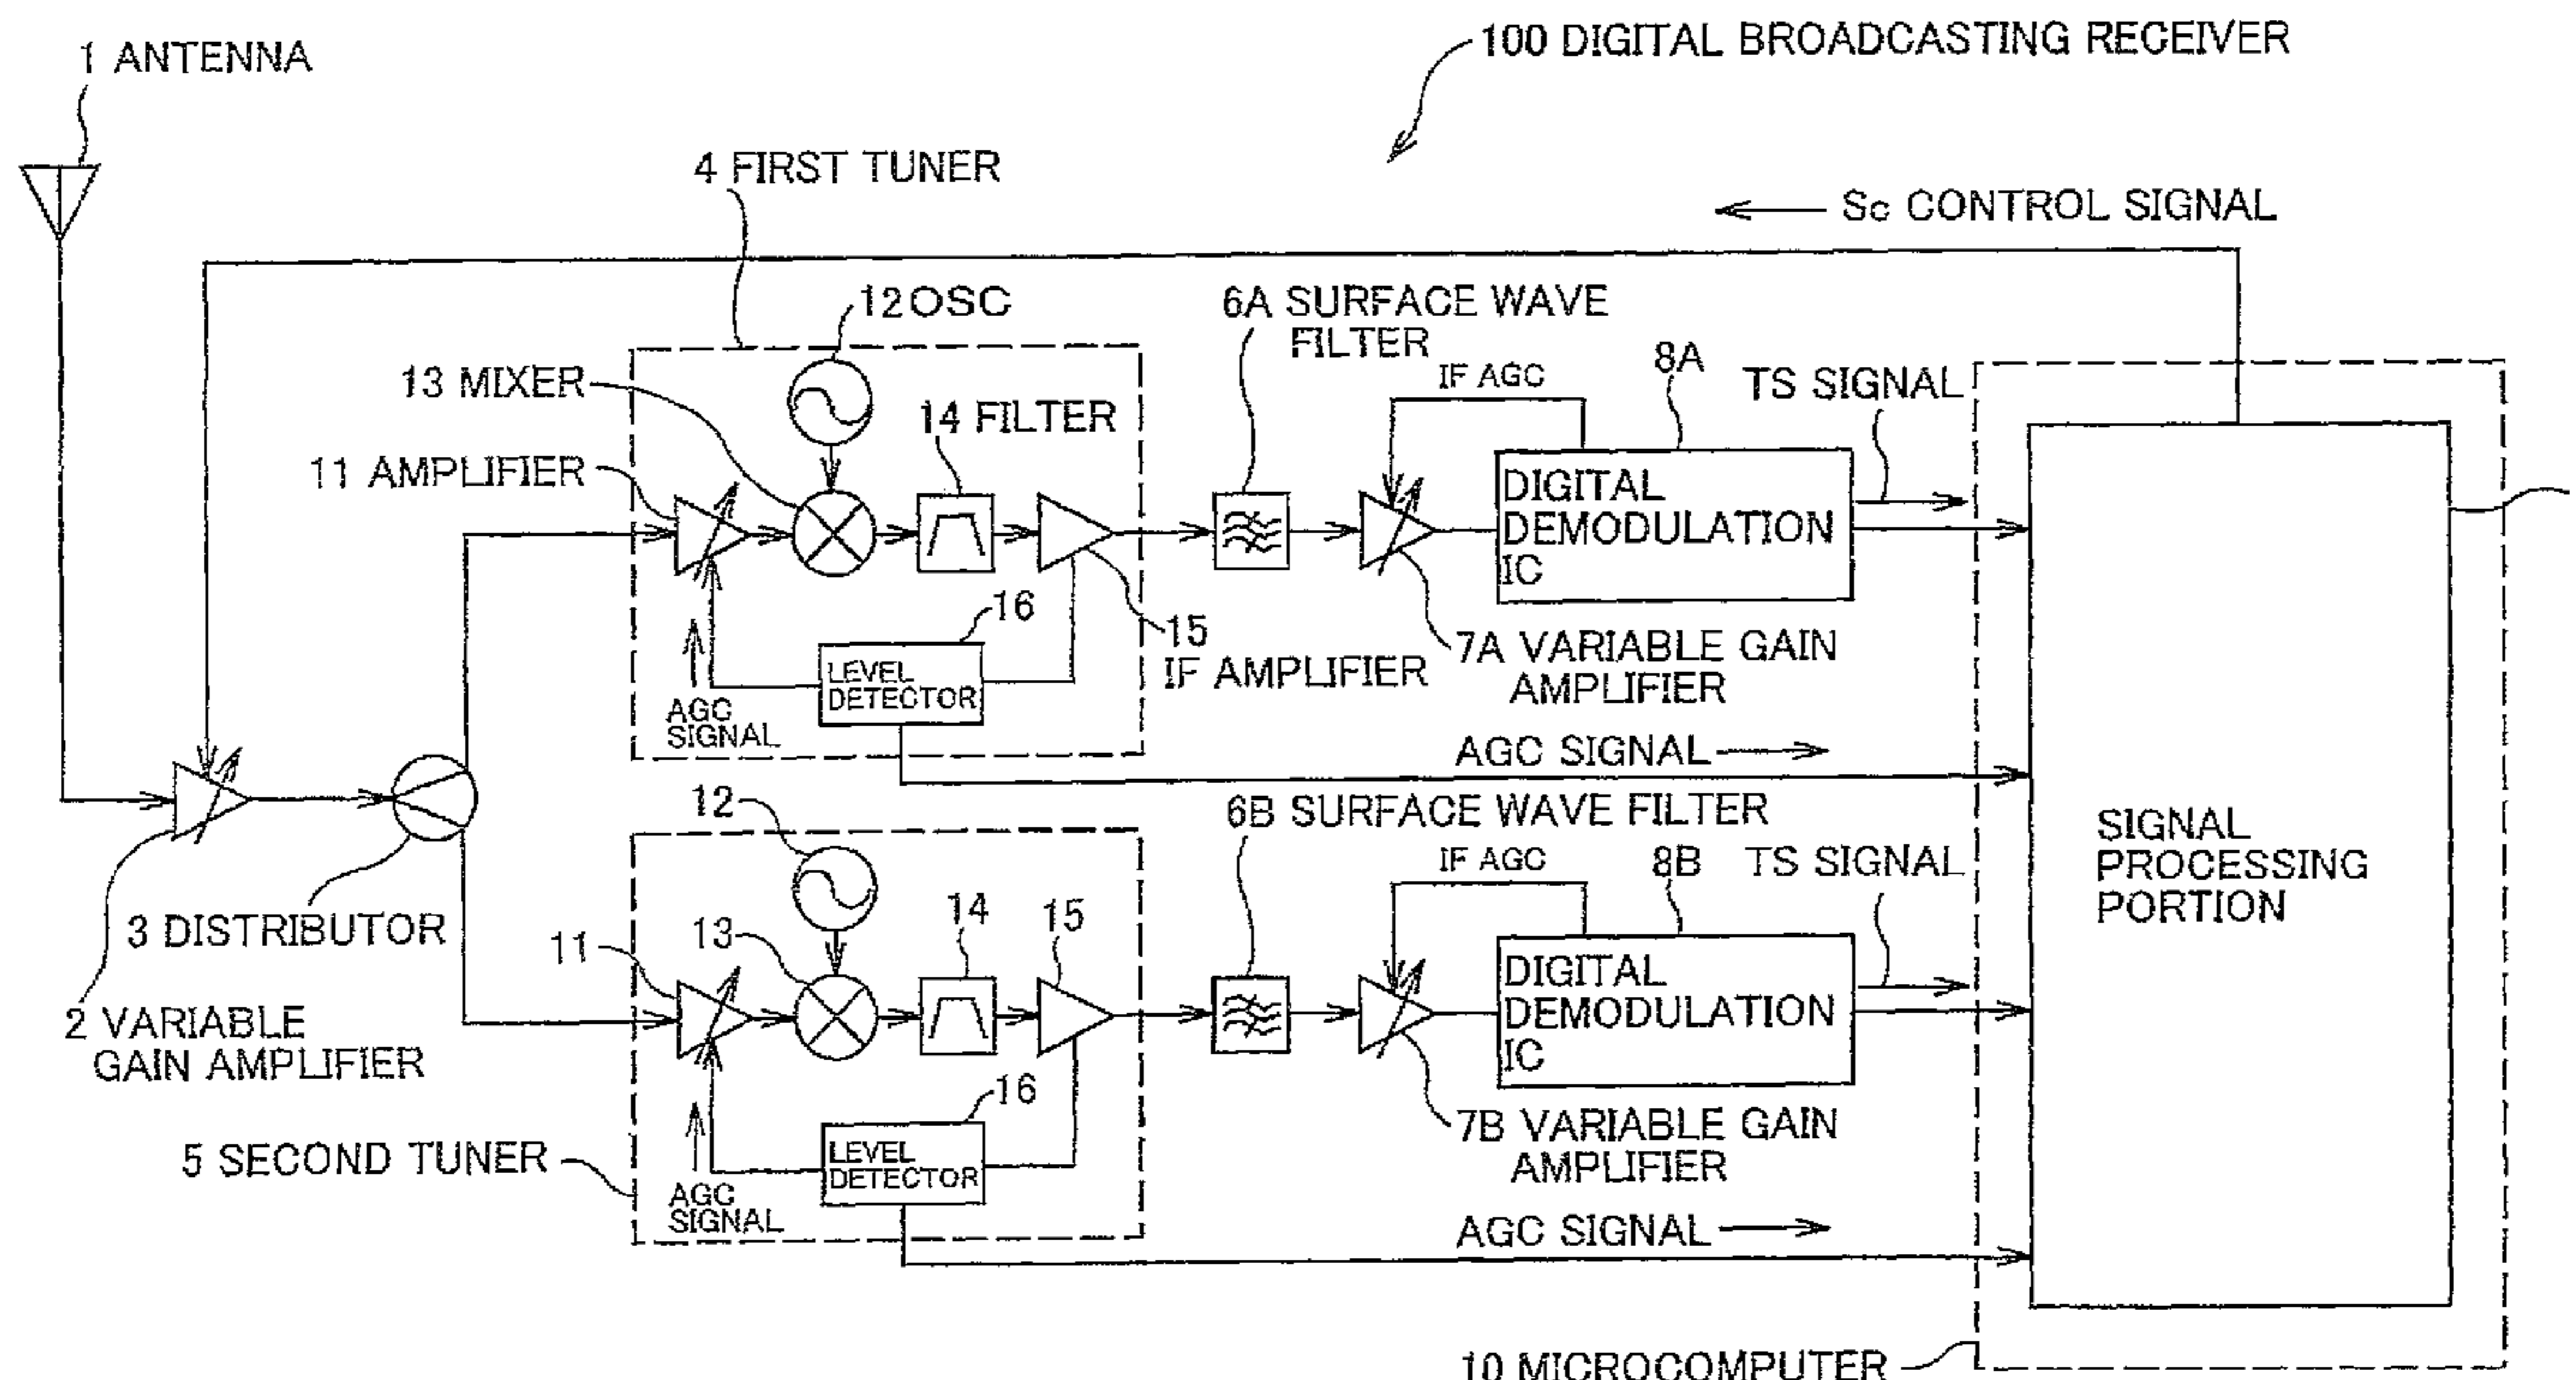 100 DIGITAL BROADCASTING RECEIVER
1 ANTENNA
4 FIRST TUNER
Sc CONTROL SIGNAL
12 OSC
6A SURFACE WAVE
FILTER
13 MIXER
8A
IF AGC
TS SIGNAL
14 FILTER
11 AMPLIFIER
DIGITAL
DEMODULATION
IC
16
15
IF AMPLIFIER
7A VARIABLE GAIN
AMPLIFIER
LEVEL
DETECTOR
AGC
SIGNAL
AGC SIGNAL
12
6B SURFACE WAVE FILTER
SIGNAL
PROCESSING
PORTION
IF AGC
8B
TS SIGNAL
3 DISTRIBUTOR
11
13
14
15
DIGITAL
DEMODULATION
IC
2 VARIABLE
GAIN AMPLIFIER
16
7B VARIABLE GAIN
AMPLIFIER
5 SECOND TUNER
LEVEL
DETECTOR
AGC
SIGNAL
AGC SIGNAL
10 MICROCOMPUTER